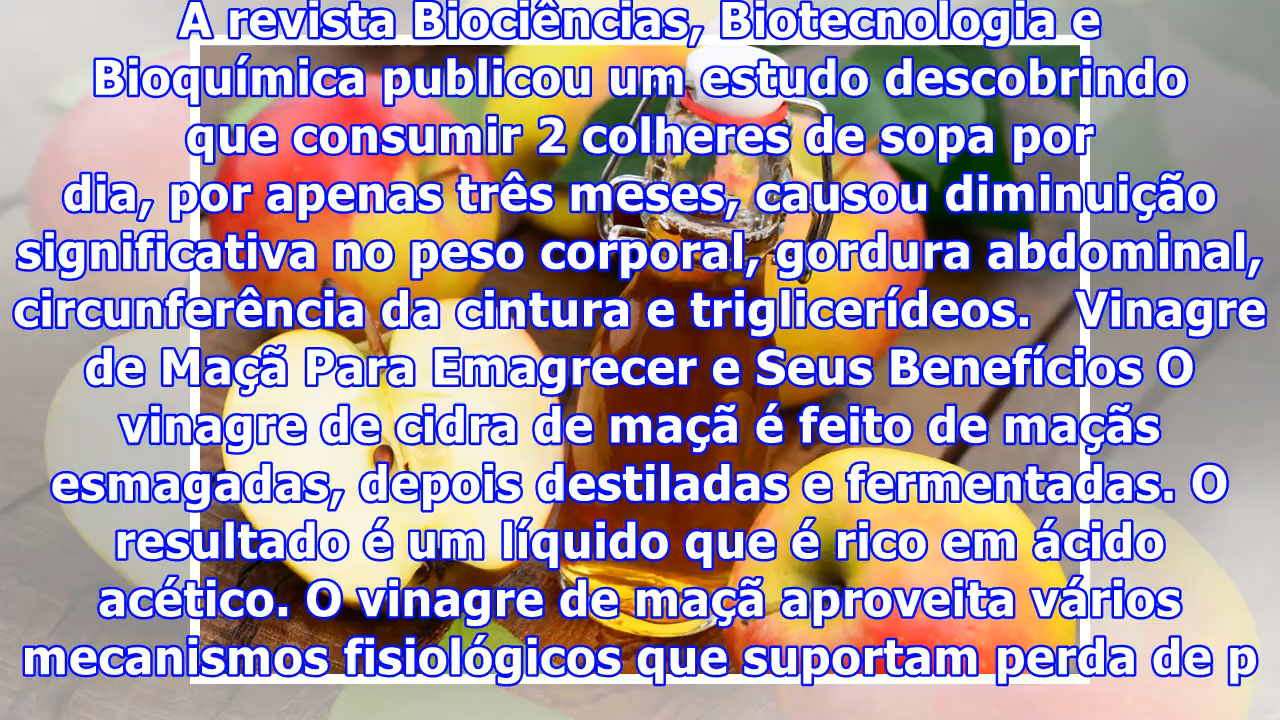 A revista Biociências, Biotecnologia e
Bioquímica publicou um estudo descobrindo
que consumir 2 colheres de sopa por
dia, por apenas três meses, causou diminuição
significativa no peso corporal, gordura abdominal,
circunferência da cintura e triglicerídeos.   Vinagre
de Maçã Para Emagrecer e Seus Benefícios O
vinagre de cidra de maçã é feito de maçãs
esmagadas, depois destiladas e fermentadas. O
resultado é um líquido que é rico em ácido
acético. O vinagre de maçã aproveita vários
mecanismos fisiológicos que suportam perda de p